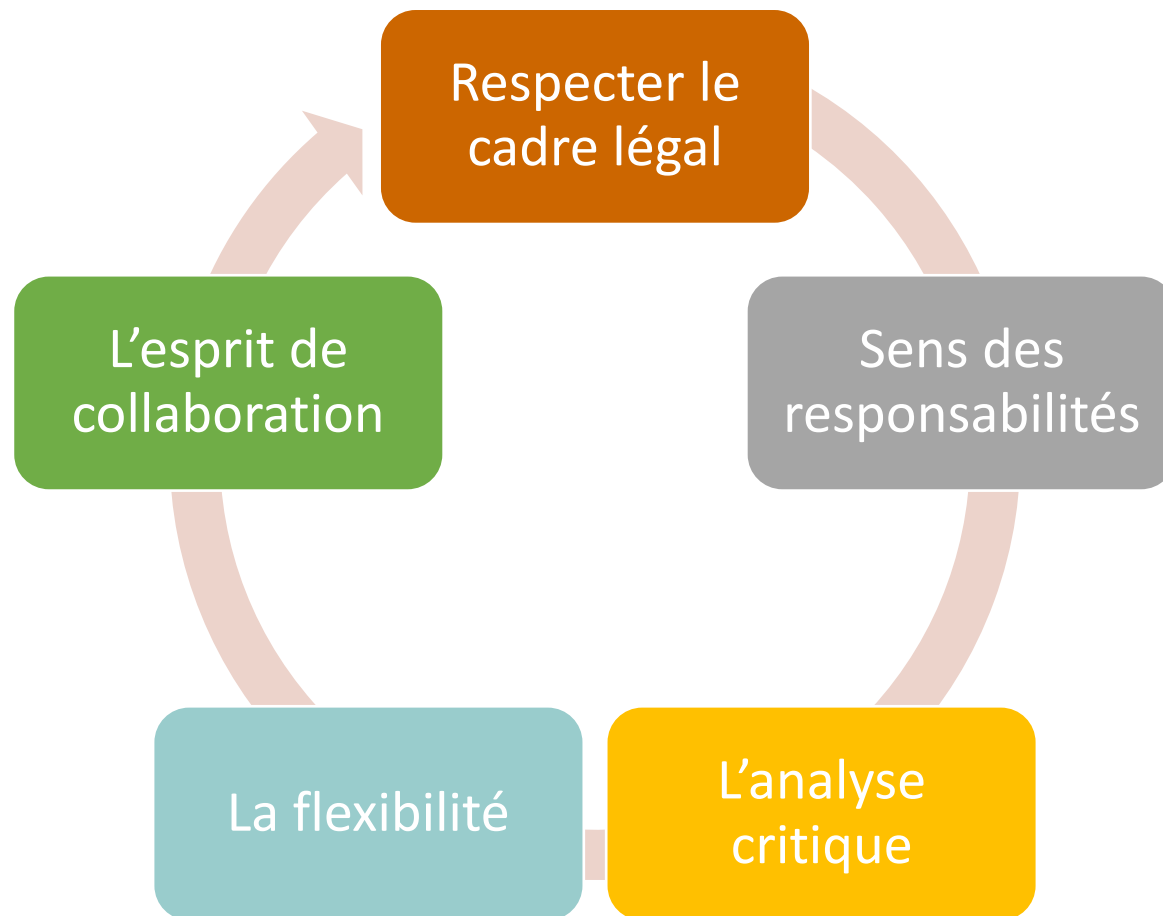 Respecter le
cadre légal
Sens des
responsabilités
L’analyse
critique
La flexibilité
L’esprit de
collaboration